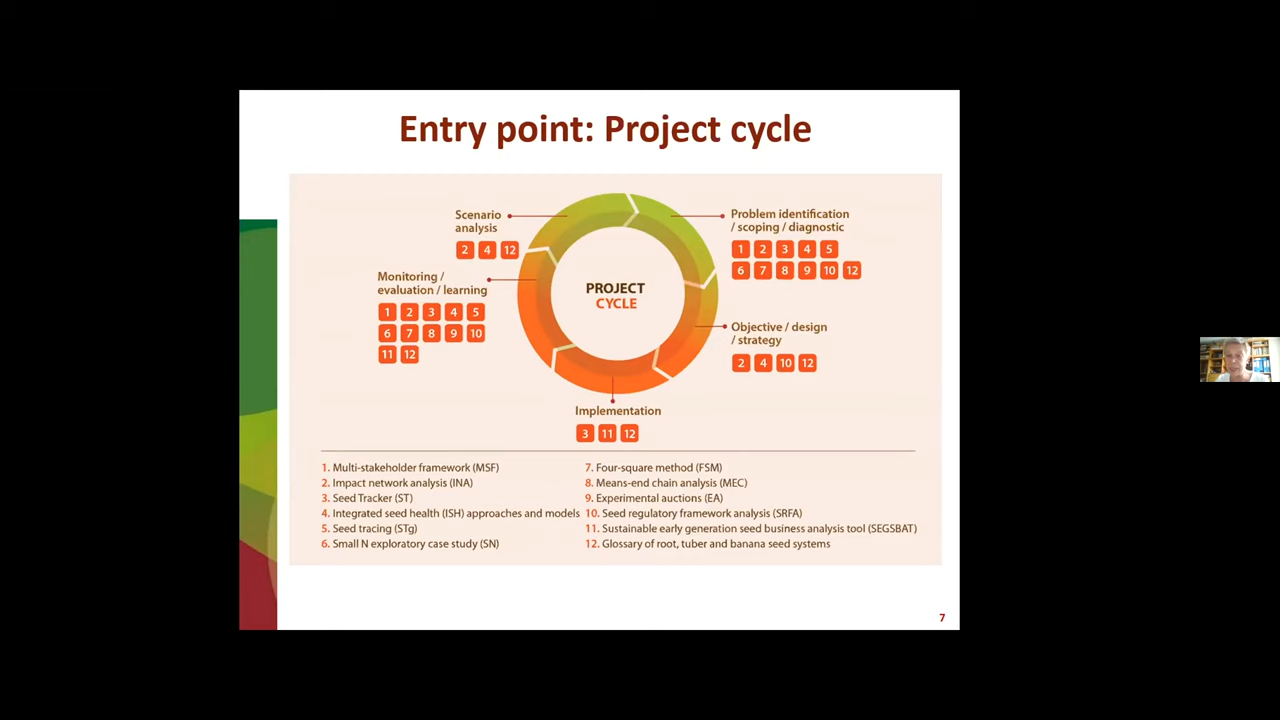 Entry point: Project cycle
Scenario
analysis
2 4 12
Problem identification
/ scoping / diagnostic
1 2 3 4 5
6 7 8 9 10 12
Monitoring /
evaluation / learning
1 2 3 4 5
6 7 8 9 10
11 12
PROJECT
CYCLE
Objective / design
/ strategy
2 4 10 12
Implementation
3 11 12
1. Multi-stakeholder framework (MSF)
2. Impact network analysis (INA)
3. Seed Tracker (ST)
4. Integrated seed health (ISH) approaches and models
5. Seed tracing (STg)
6. Small N exploratory case study (SN)
7. Four-square method (FSM)
8. Means-end chain analysis (MEC)
9. Experimental auctions (EA)
10. Seed regulatory framework analysis (SRFA)
11. Sustainable early generation seed business analysis tool (SEGSBAT)
12. Glossary of root, tuber and banana seed systems
7